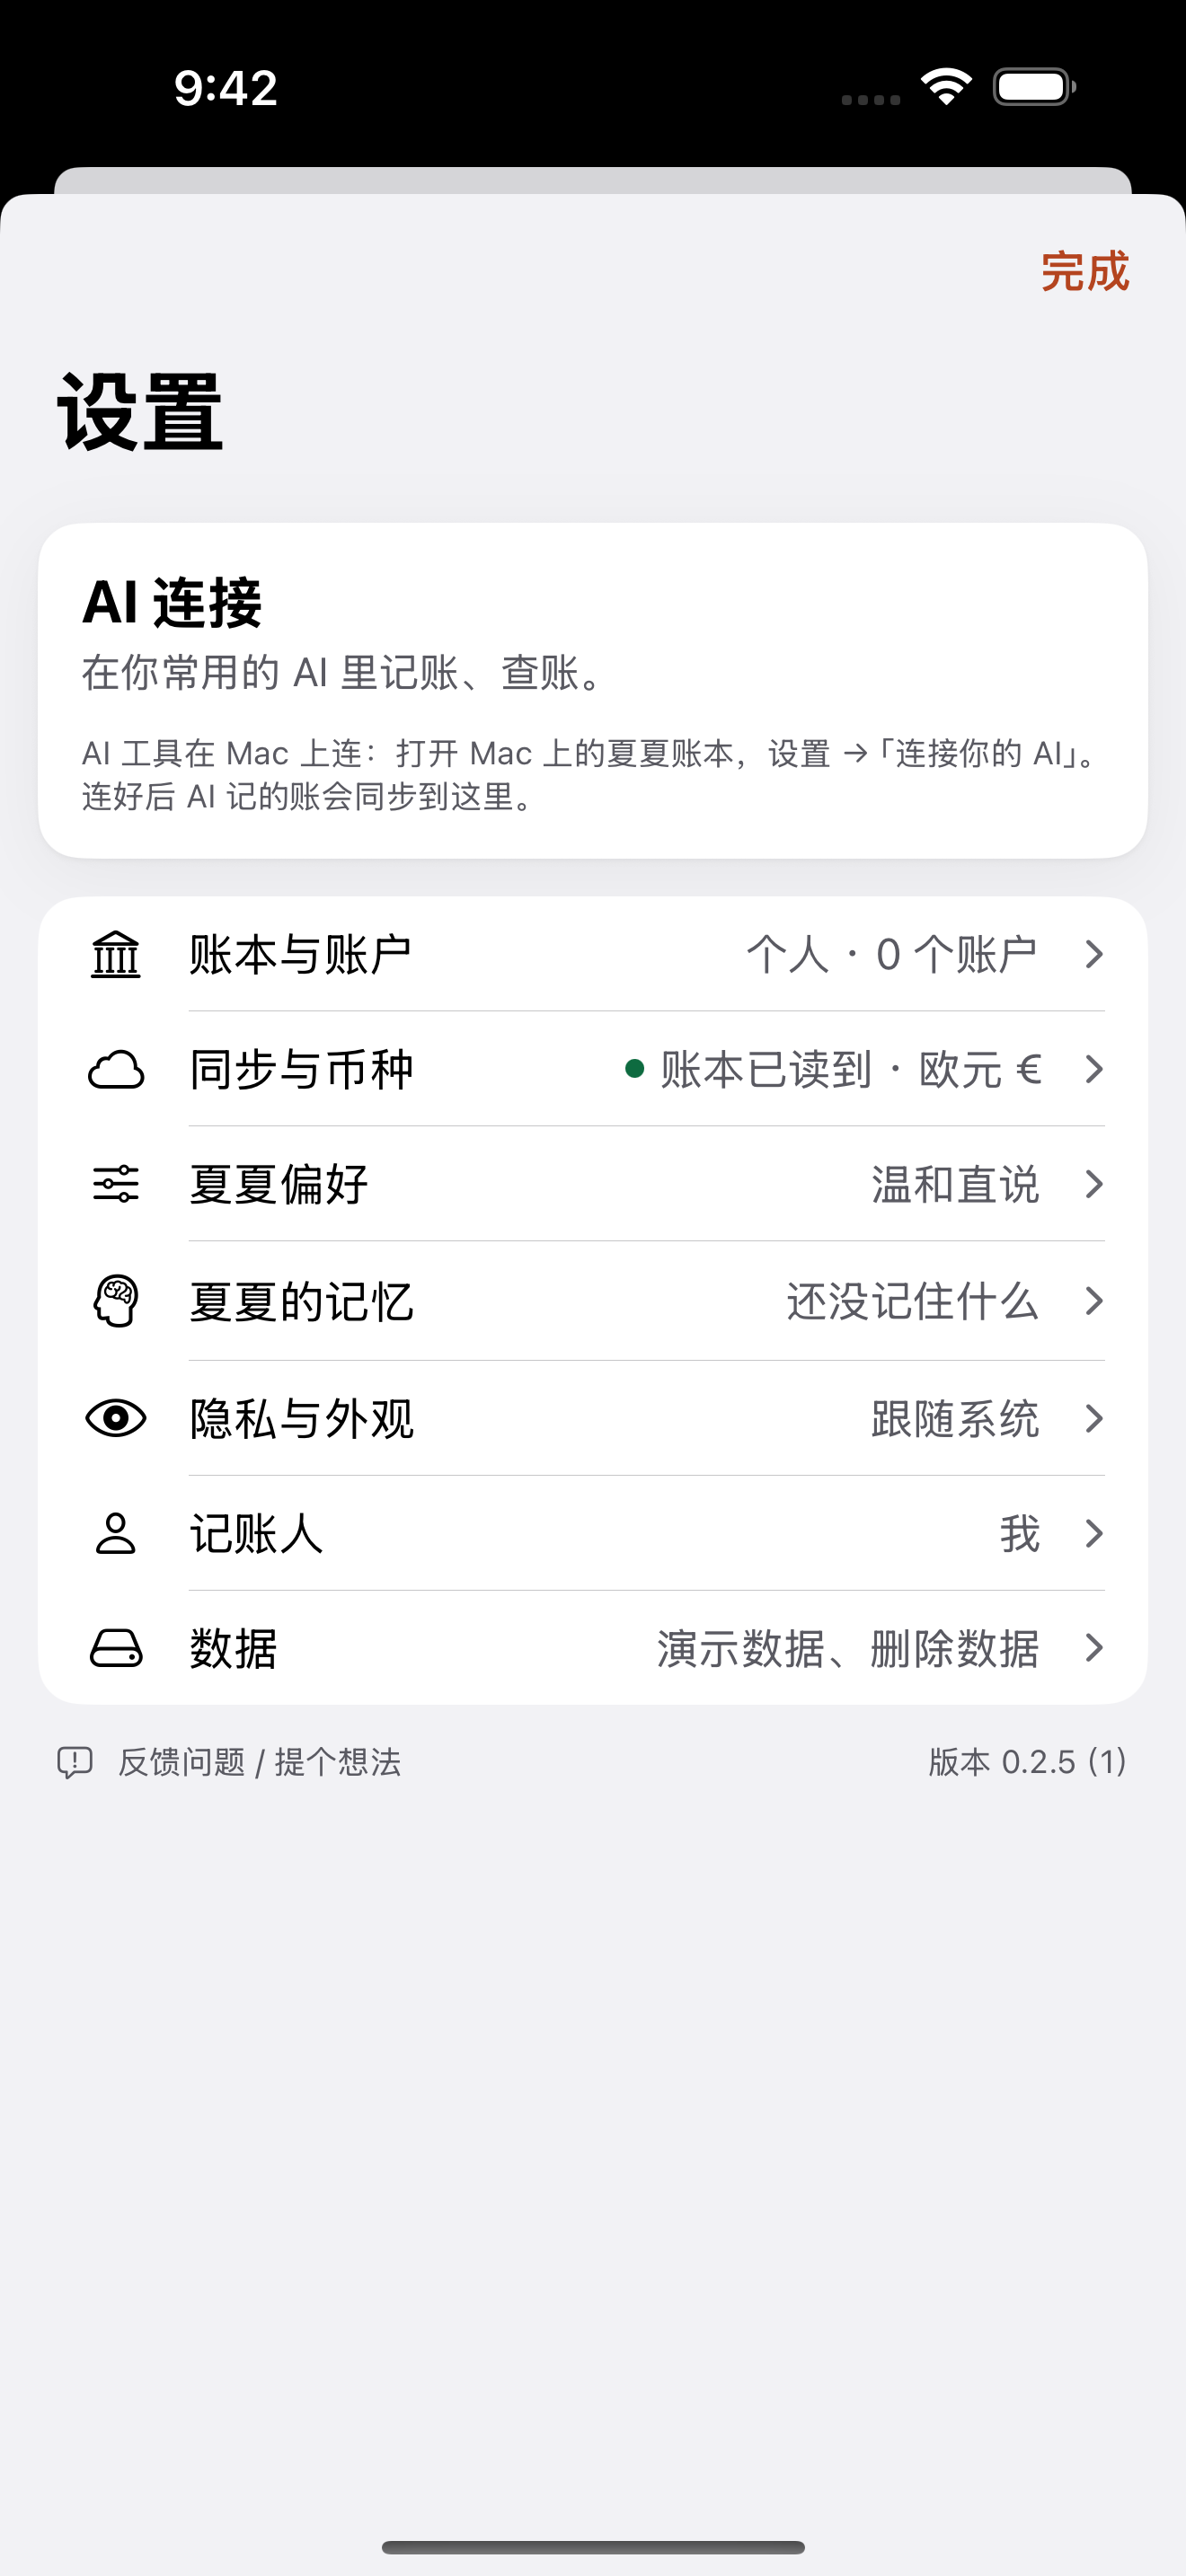 9:42
完成
设置
AI 连接
在你常用的 AI 里记账、查账。
AI 工具在 Mac 上连：打开 Mac 上的夏夏账本，设置 →「连接你的 AI」。
连好后 AI 记的账会同步到这里。
账本与账户 个人 · 0 个账户
同步与币种 账本已读到 · 欧元 €
夏夏偏好 温和直说
夏夏的记忆 还没记住什么
隐私与外观 跟随系统
记账人 我
数据 演示数据、删除数据
反馈问题 / 提个想法 版本 0.2.5 (1)